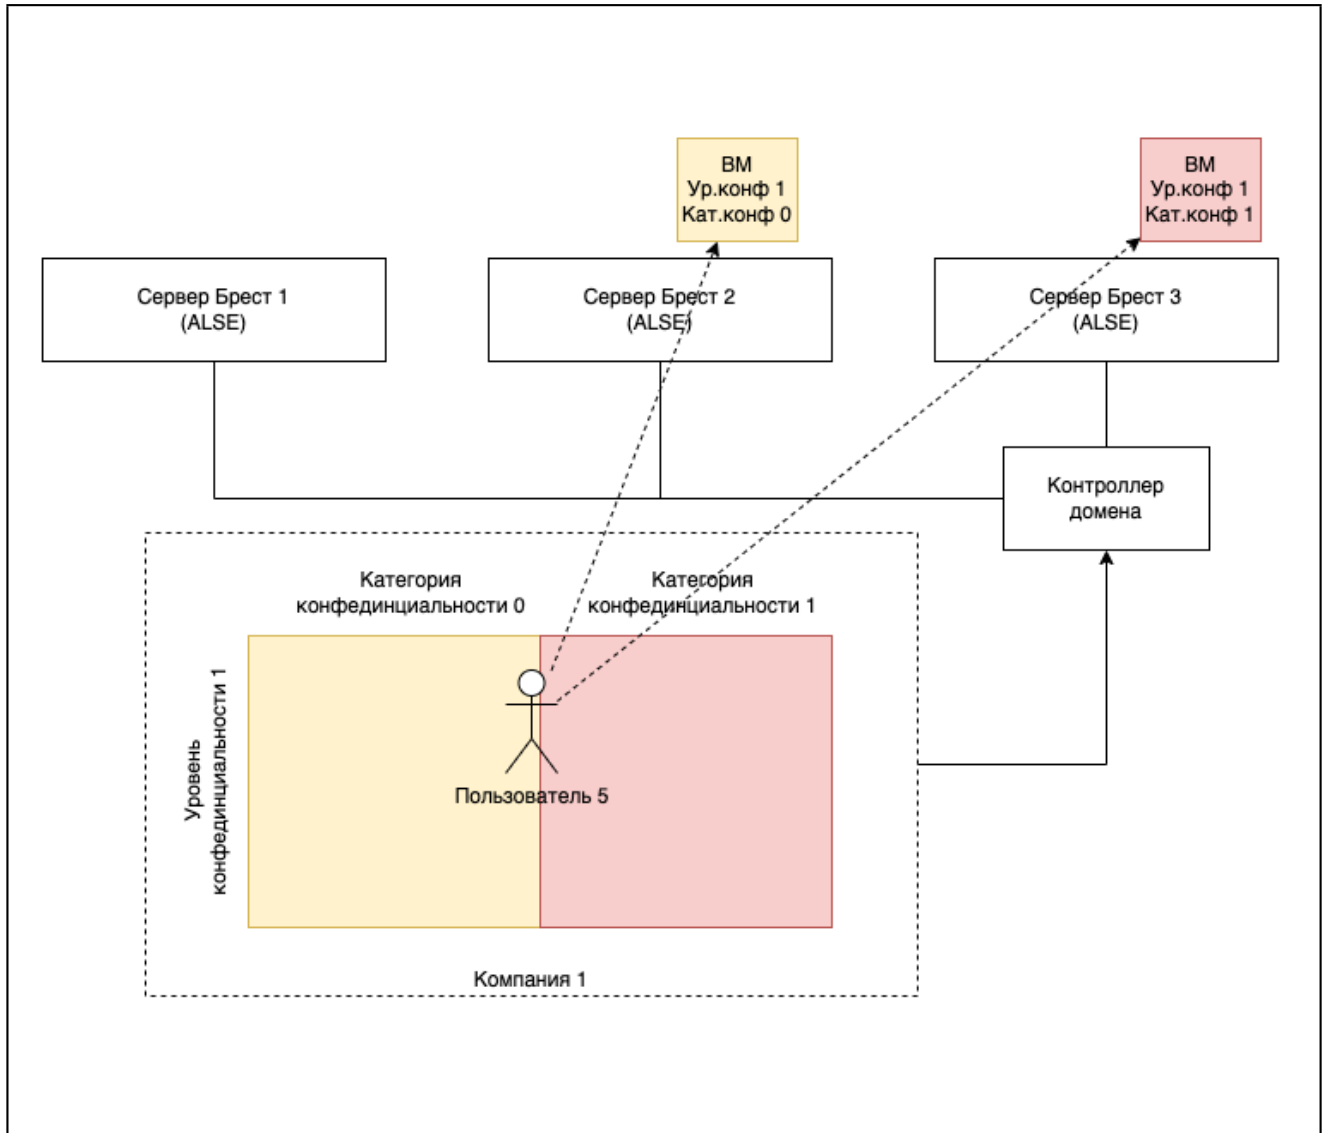 ВМ
Ур.конф 1
Кат.конф 0
ВМ
Ур.конф 1
Кат.конф 1
Сервер Брест 1
(ALSE)
Сервер Брест 2
(ALSE)
Сервер Брест 3
(ALSE)
Контроллер
домена
Категория
конфединциальности 0
Категория
конфединциальности 1
Уровень
конфединциальности 1
Пользователь 5
Компания 1